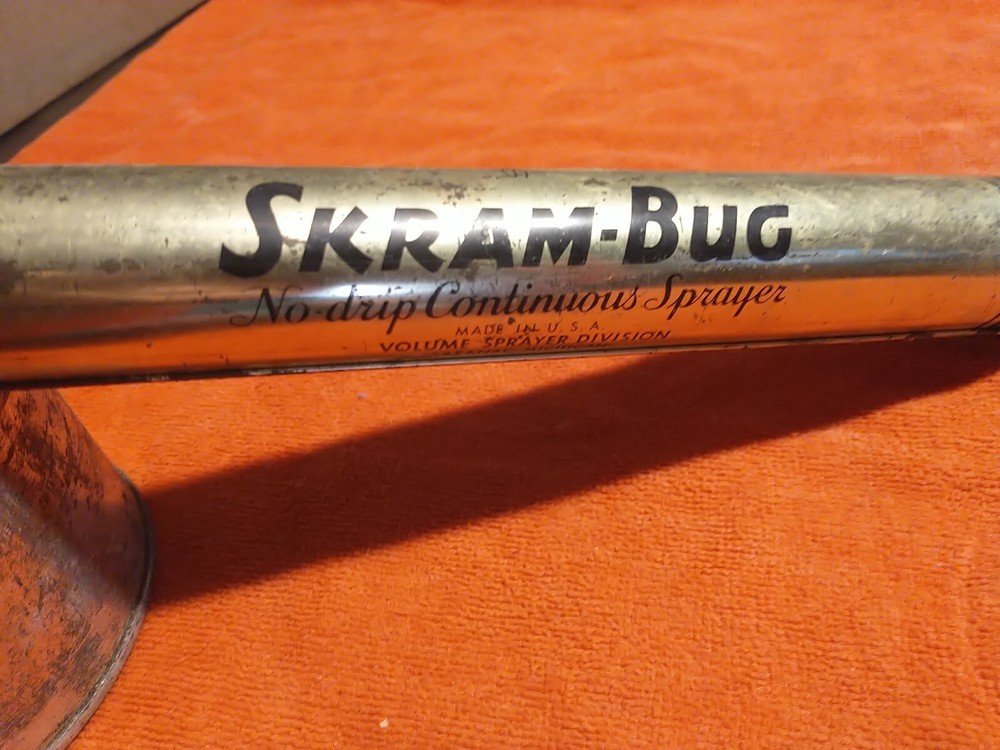 SKRAM-BUG
No-drip Continuous Sprayer
MADE IN U.S.A.
VOLUME SPRAYER DIVISION